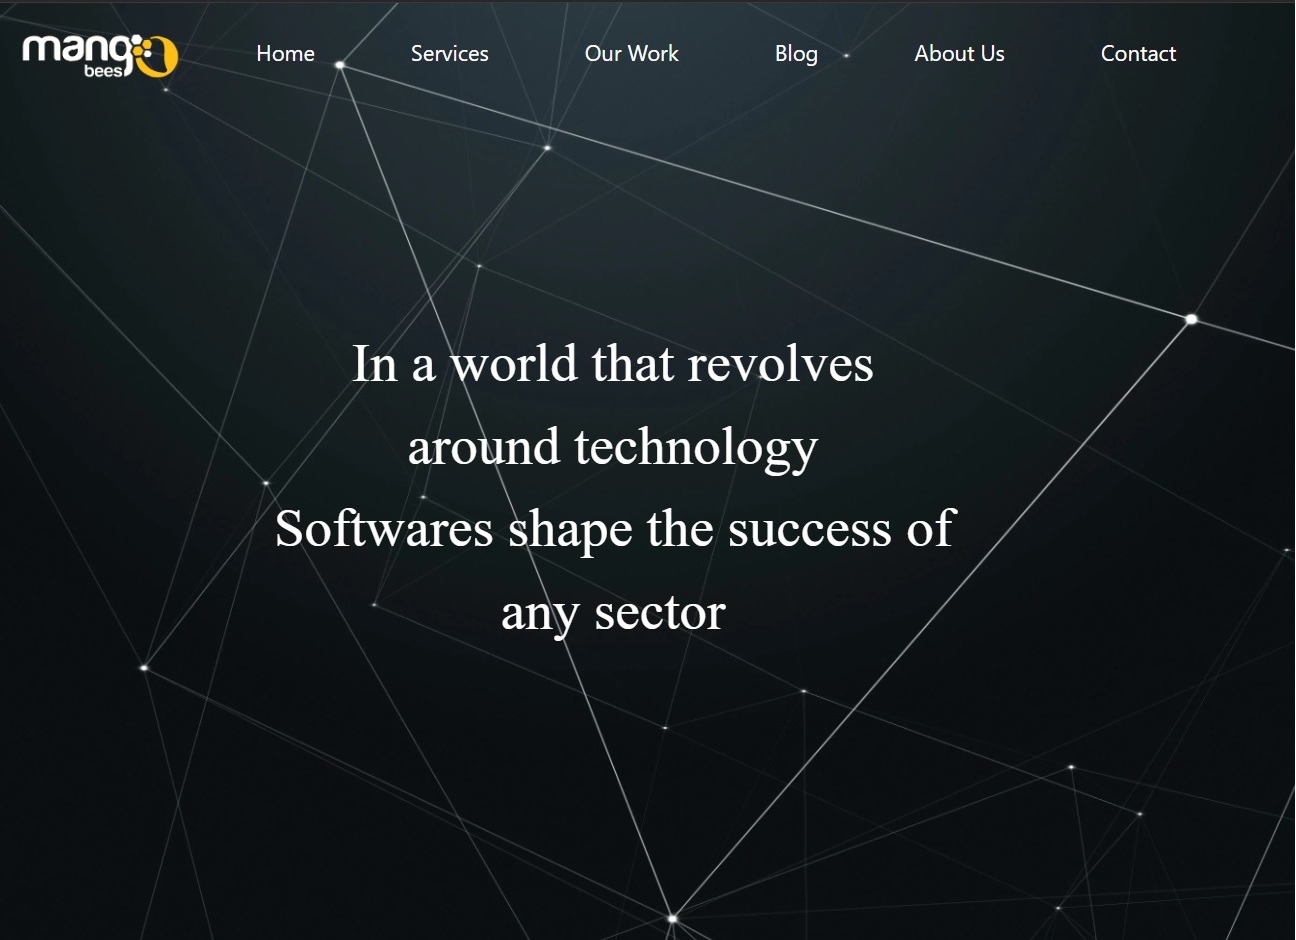 mango
bees
Home Services Our Work Blog About Us Contact
In a world that revolves
around technology
Softwares shape the success of
any sector